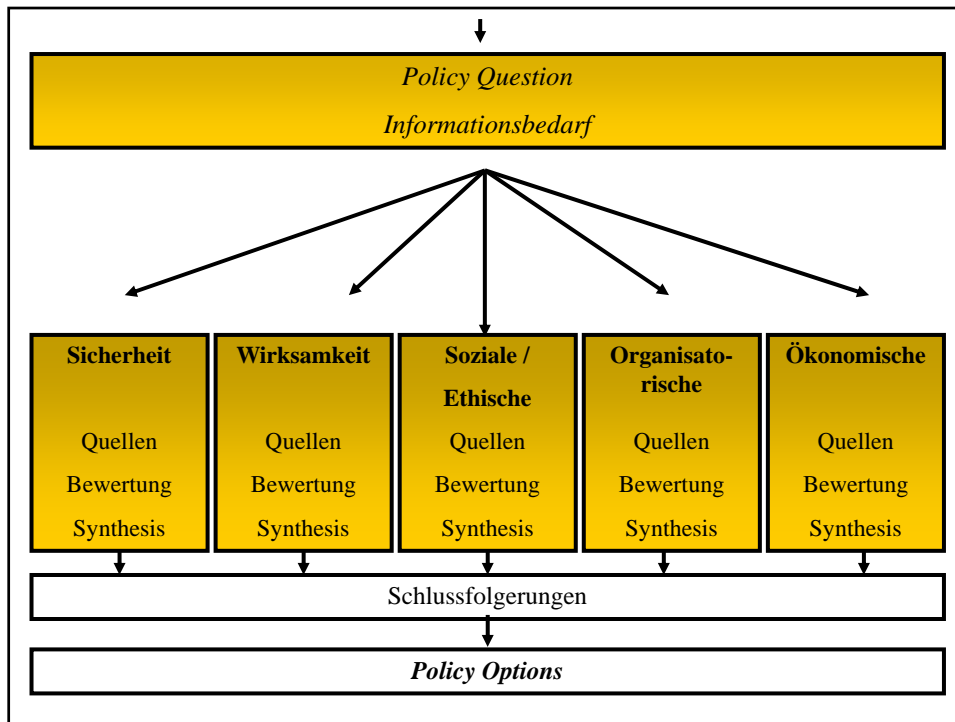 Policy Question
Informationsbedarf
Sicherheit
Quellen
Bewertung
Synthesis
Wirksamkeit
Quellen
Bewertung
Synthesis
Soziale /
Ethische
Quellen
Bewertung
Synthesis
Organisato-
rische
Quellen
Bewertung
Synthesis
Ökonomische
Quellen
Bewertung
Synthesis
Schlussfolgerungen
Policy Options